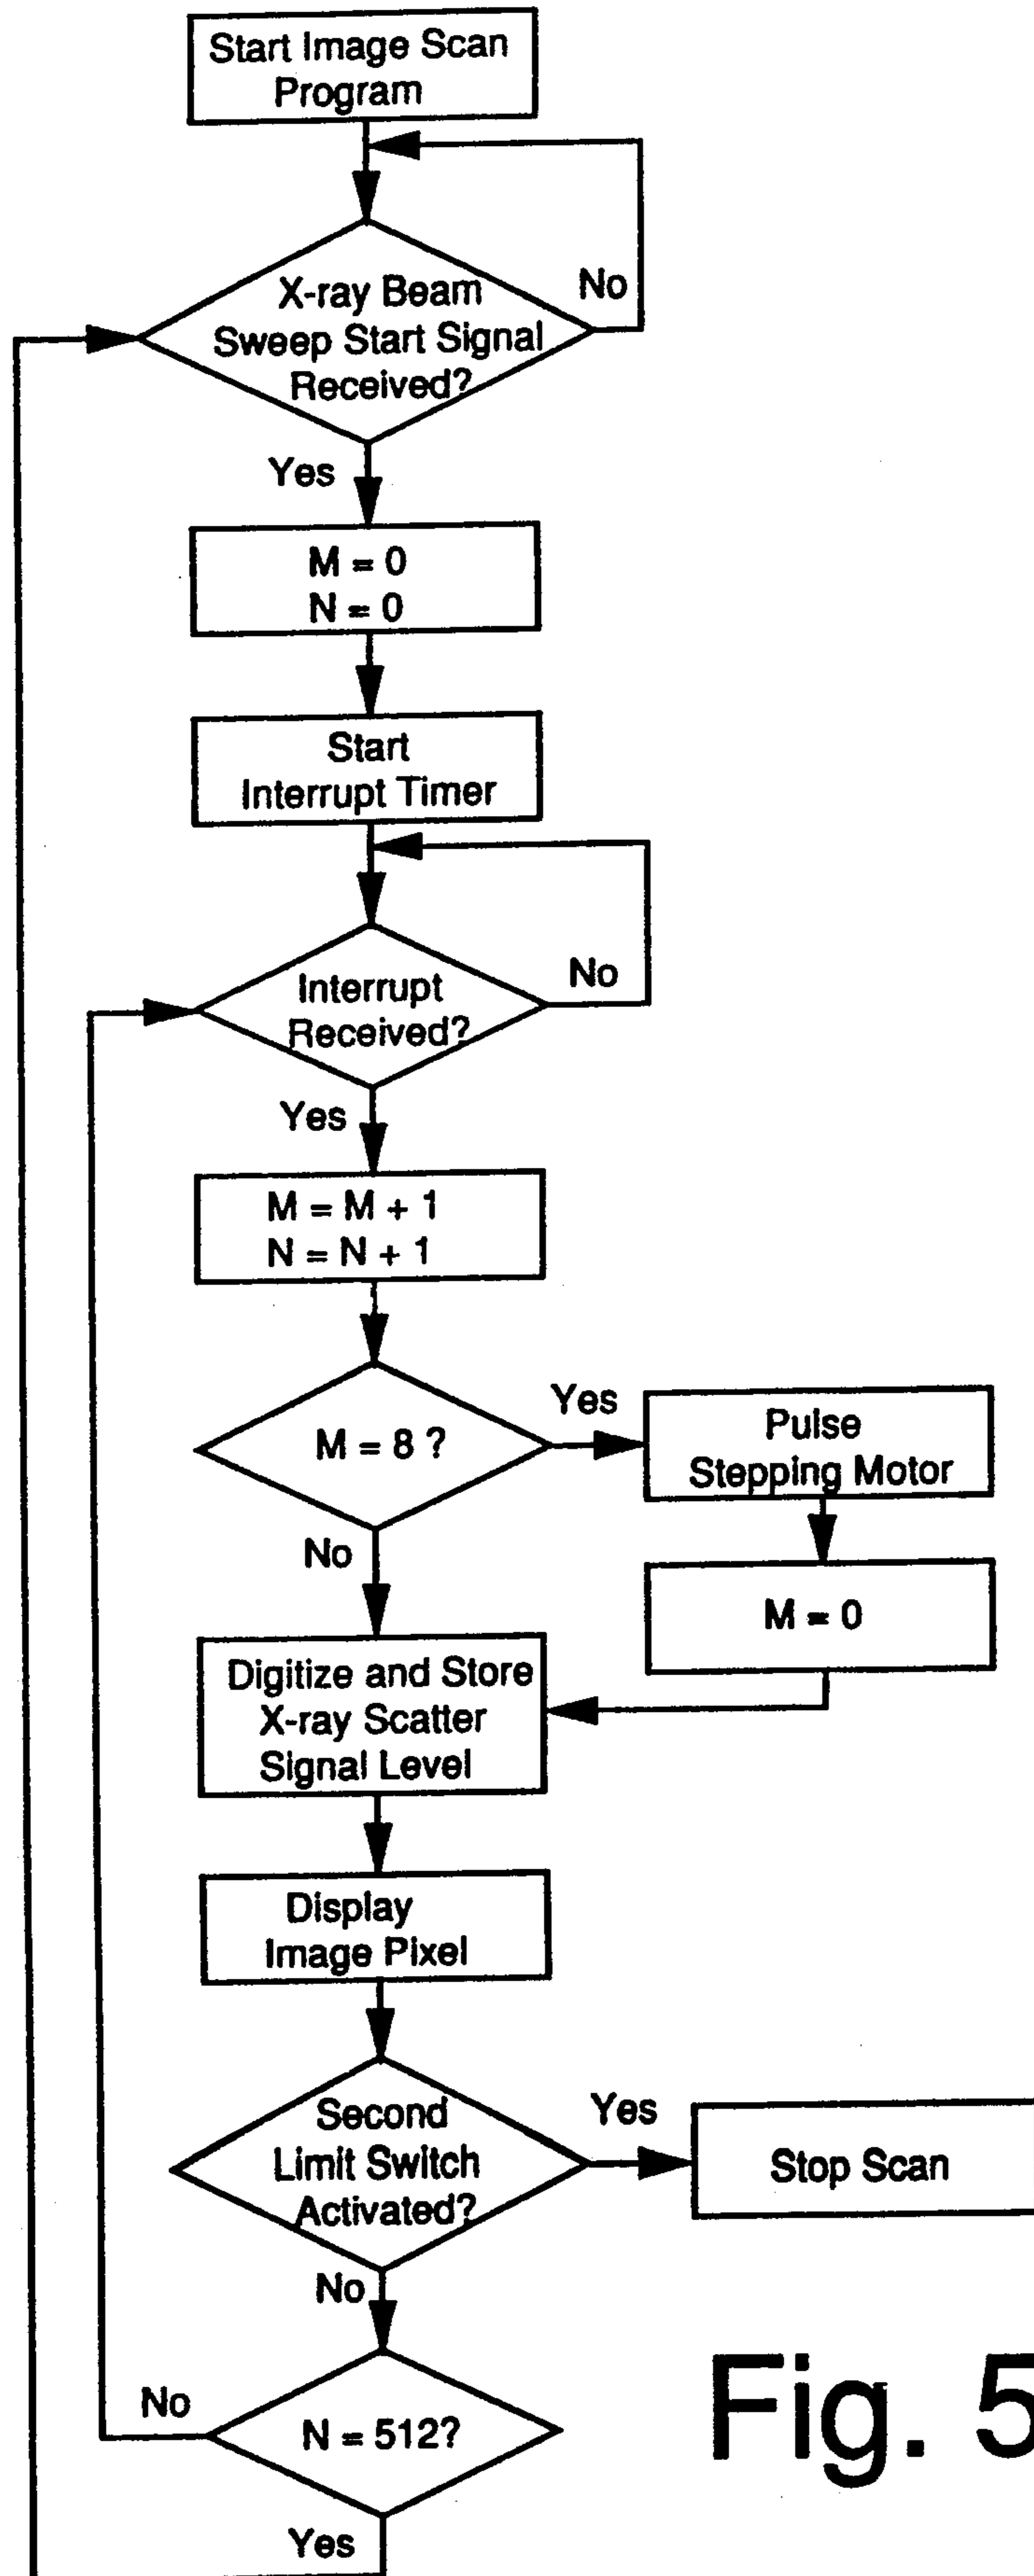 Start Image Scan
Program
No
X-ray Beam
Sweep Start Signal
Received?
Yes
M = 0
N = 0
Start
Interrupt Timer
No
Interrupt
Received?
Yes
M = M + 1
N = N + 1
Yes
M = 8 ?
Pulse
Stepping Motor
No
M = 0
Digitize and Store
X-ray Scatter
Signal Level
Display
Image Pixel
Second
Limit Switch
Activated?
Yes
Stop Scan
No
No
N = 512?
Yes
Fig. 5